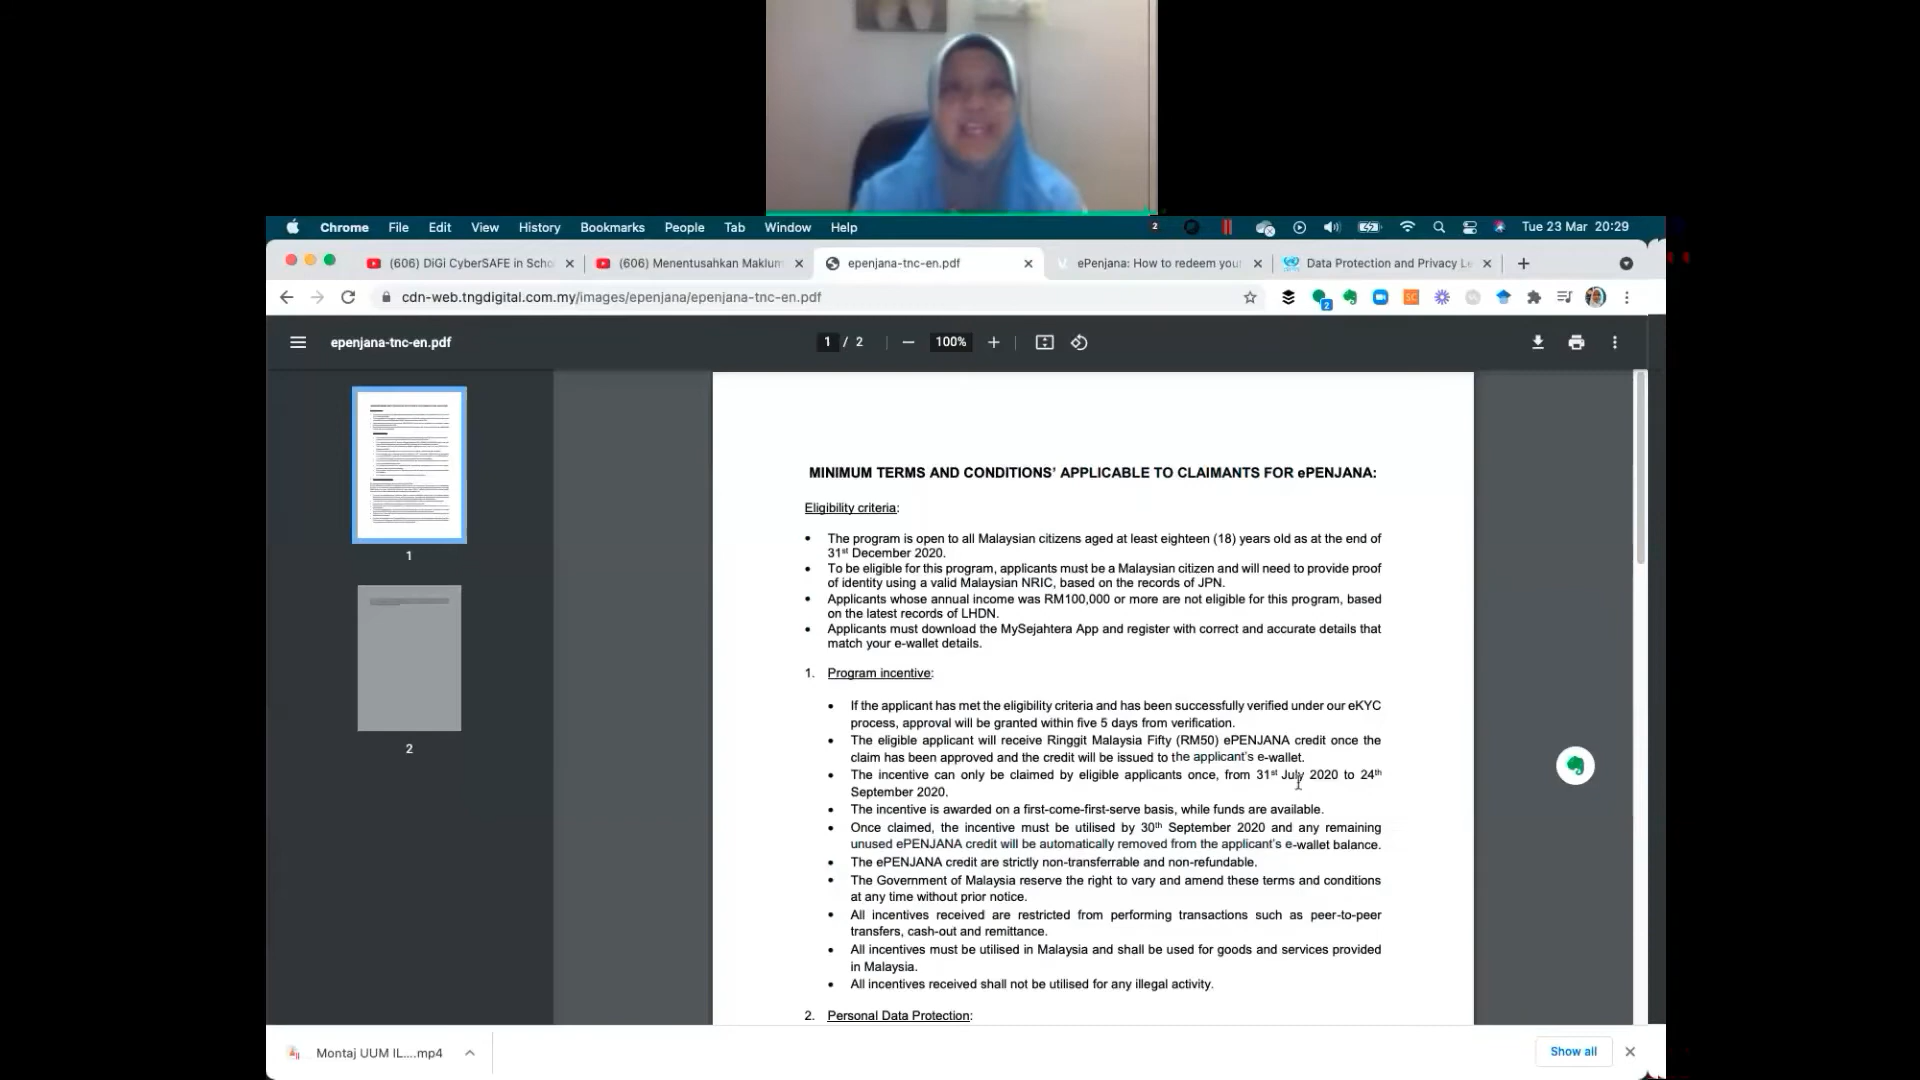 Chrome File Edit View History Bookmarks People Tab Window Help 2 Tue 23 Mar 20:29
(606) DiGi CyberSAFE in Scho
(606) Menentusahkan Maklum
epenjana-tnc-en.pdf
ePenjana: How to redeem you
Data Protection and Privacy Le
cdn-web.tngdigital.com.my/images/epenjana/epenjana-tnc-en.pdf
2
epenjana-tnc-en.pdf 1 / 2 100%
1
2
MINIMUM TERMS AND CONDITIONS' APPLICABLE TO CLAIMANTS FOR ePENJANA:
Eligibility criteria:
• The program is open to all Malaysian citizens aged at least eighteen (18) years old as at the end of
31st December 2020.
• To be eligible for this program, applicants must be a Malaysian citizen and will need to provide proof
of identity using a valid Malaysian NRIC, based on the records of JPN.
• Applicants whose annual income was RM100,000 or more are not eligible for this program, based
on the latest records of LHDN.
• Applicants must download the MySejahtera App and register with correct and accurate details that
match your e-wallet details.
1. Program incentive:
• If the applicant has met the eligibility criteria and has been successfully verified under our eKYC
process, approval will be granted within five 5 days from verification.
• The eligible applicant will receive Ringgit Malaysia Fifty (RM50) ePENJANA credit once the
claim has been approved and the credit will be issued to the applicant's e-wallet.
• The incentive can only be claimed by eligible applicants once, from 31st July 2020 to 24th
September 2020.
• The incentive is awarded on a first-come-first-serve basis, while funds are available.
• Once claimed, the incentive must be utilised by 30th September 2020 and any remaining
unused ePENJANA credit will be automatically removed from the applicant's e-wallet balance.
• The ePENJANA credit are strictly non-transferrable and non-refundable.
• The Government of Malaysia reserve the right to vary and amend these terms and conditions
at any time without prior notice.
• All incentives received are restricted from performing transactions such as peer-to-peer
transfers, cash-out and remittance.
• All incentives must be utilised in Malaysia and shall be used for goods and services provided
in Malaysia.
• All incentives received shall not be utilised for any illegal activity.
2. Personal Data Protection:
Montaj UUM IL....mp4
Show all